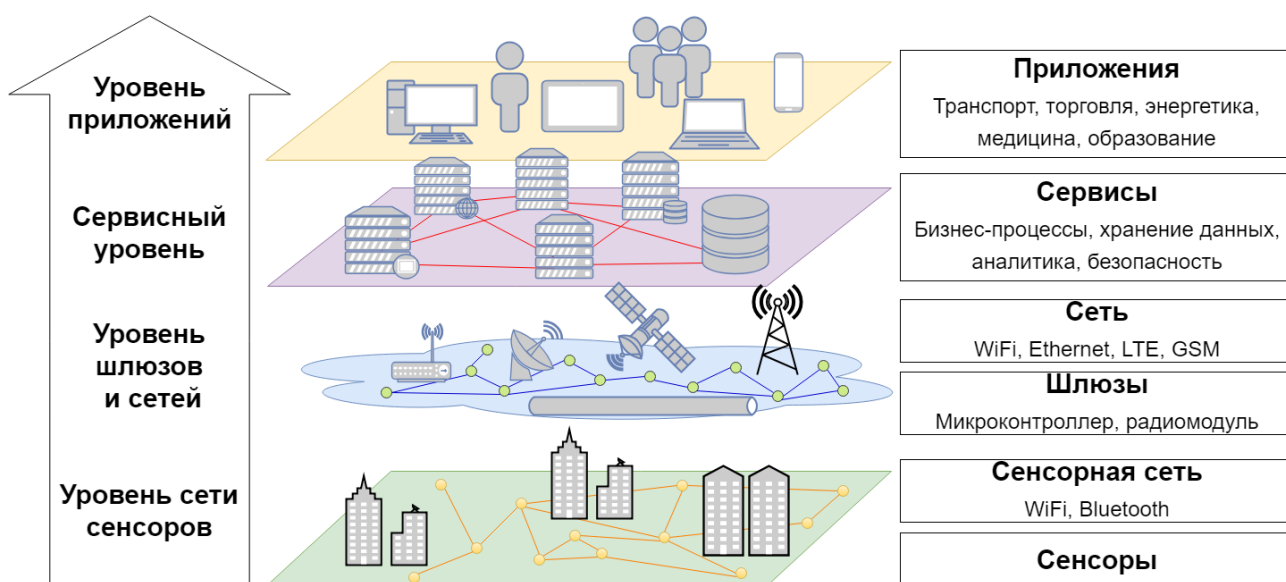 Уровень
приложений
Приложения
Транспорт, торговля, энергетика,
медицина, образование
Сервисный
уровень
Сервисы
Бизнес-процессы, хранение данных,
аналитика, безопасность
Уровень
шлюзов
и сетей
Сеть
WiFi, Ethernet, LTE, GSM
Шлюзы
Микроконтроллер, радиомодуль
Уровень сети
сенсоров
Сенсорная сеть
WiFi, Bluetooth
Сенсоры